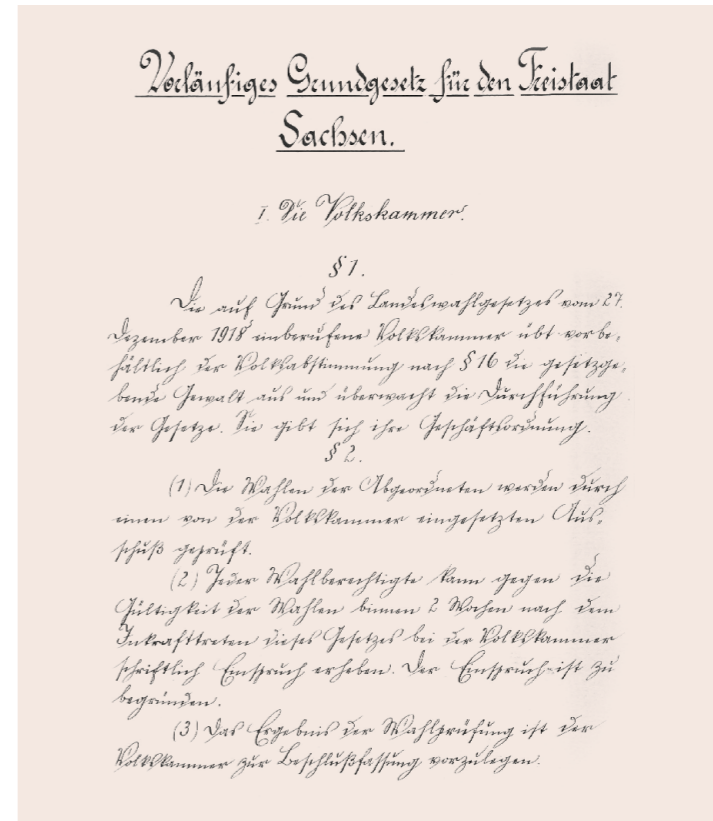 Vorläufiges Grundgesetz für den Freistaat
Sachsen.
I. Die Volkskammer.
§ 1.
Die auf Grund des Landeswahlgesetzes vom 27.
Dezember 1918 einberufene Volkskammer übt vorbe-
hältlich der Volksabstimmung nach § 16 die gesetzge-
bende Gewalt aus und überwacht die Durchführung
der Gesetze. Sie gibt sich ihre Geschäftsordnung.
§ 2.
(1) Die Wahlen der Abgeordneten werden durch
einen von der Volkskammer eingesetzten Aus-
schuß geprüft.
(2) Jeder Wahlberechtigte kann gegen die
Gültigkeit der Wahlen binnen 2 Wochen nach dem
Inkrafttreten dieses Gesetzes bei der Volkskammer
schriftlich Einspruch erheben. Der Einspruch ist zu
begründen.
(3) Das Ergebnis der Wahlprüfung ist der
Volkskammer zur Beschlußfassung vorzulegen.